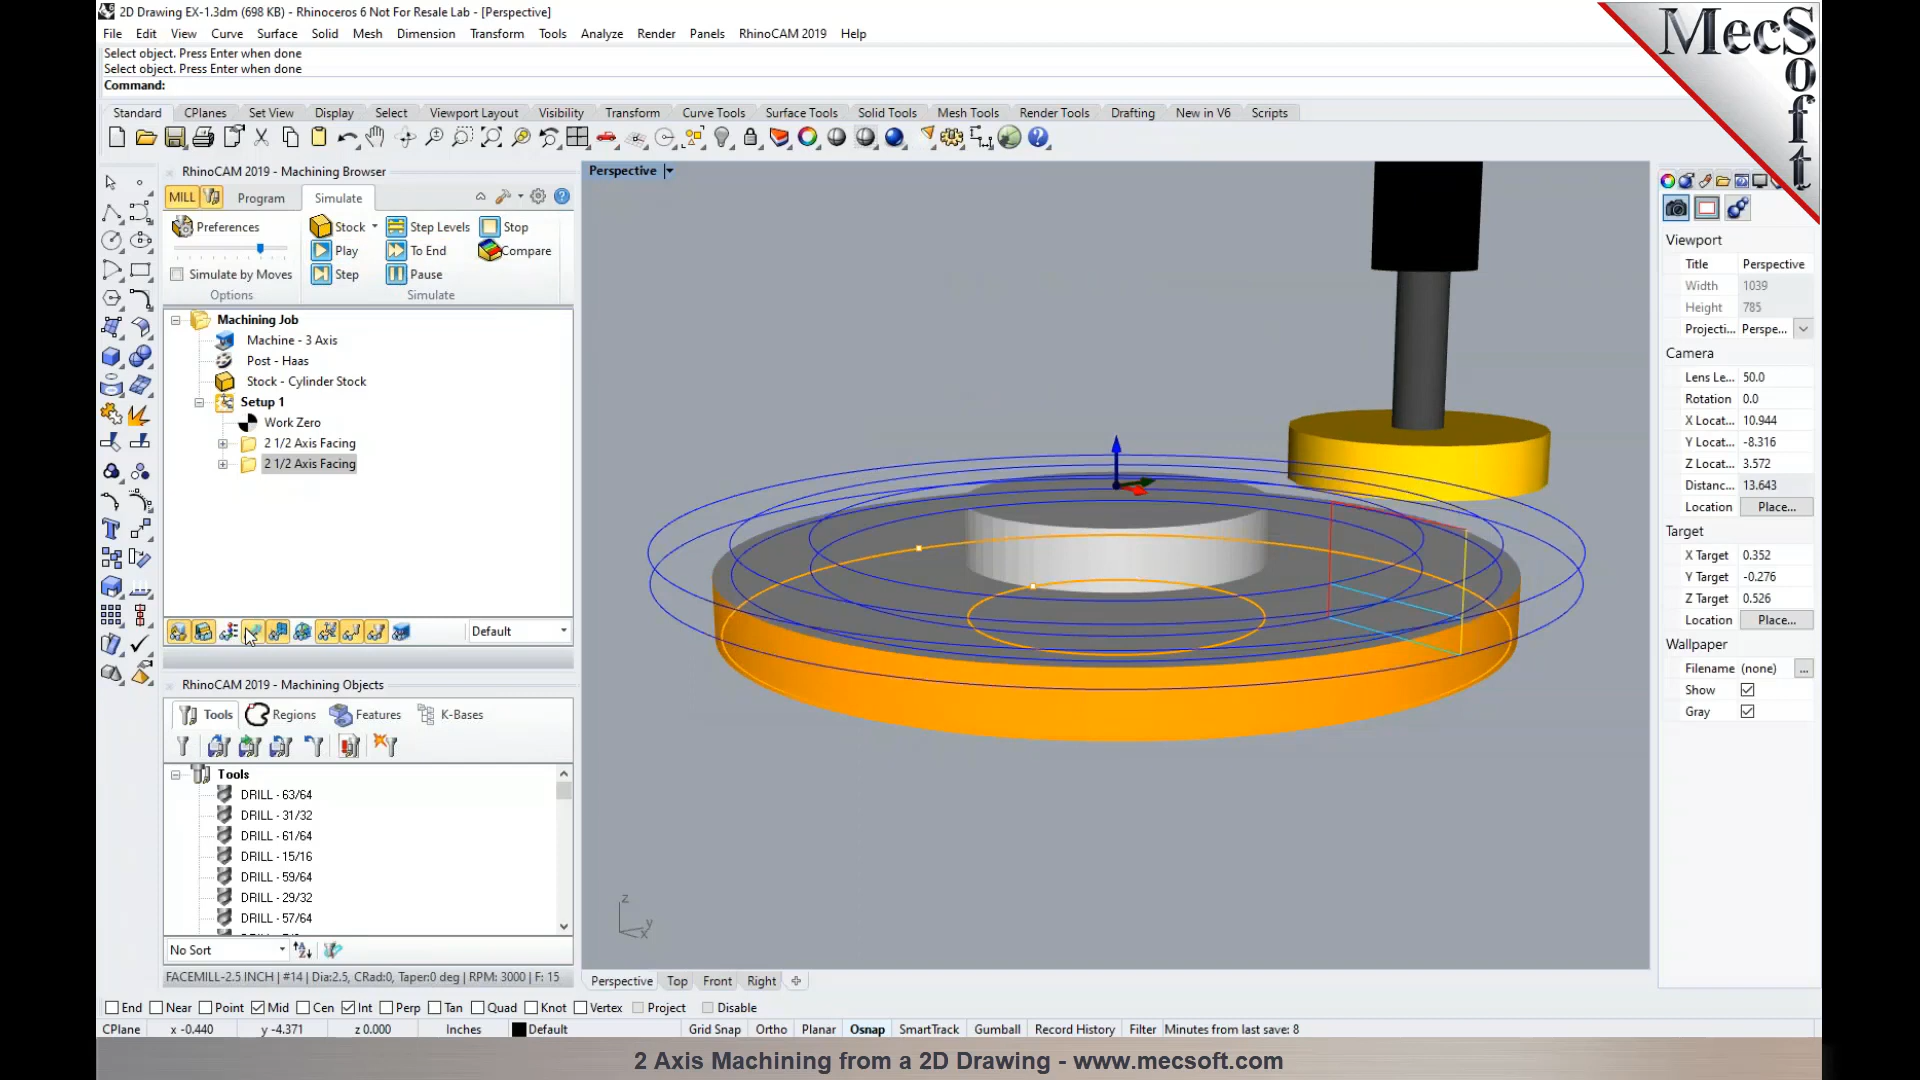 2D Drawing EX-1.3dm (698 KB) - Rhinoceros 6 Not For Resale Lab - [Perspective]
File Edit View Curve Surface Solid Mesh Dimension Transform Tools Analyze Render Panels RhinoCAM 2019 Help
Select object. Press Enter when done
Select object. Press Enter when done
Command:
MecSoft
Standard CPlanes Set View Display Select Viewport Layout Visibility Transform Curve Tools Surface Tools Solid Tools Mesh Tools Render Tools Drafting New in V6 Scripts
RhinoCAM 2019 - Machining Browser
MILL Program Simulate
Preferences Stock Step Levels Stop
Play To End Compare
Simulate by Moves Step Pause
Options Simulate
Machining Job
Machine - 3 Axis
Post - Haas
Stock - Cylinder Stock
Setup 1
Work Zero
2 1/2 Axis Facing
2 1/2 Axis Facing
Default
RhinoCAM 2019 - Machining Objects
Tools Regions Features K-Bases
Tools
DRILL - 63/64
DRILL - 31/32
DRILL - 61/64
DRILL - 15/16
DRILL - 59/64
DRILL - 29/32
DRILL - 57/64
No Sort
FACEMILL-2.5 INCH | #14 | Dia:2.5, CRad:0, Taper:0 deg | RPM: 3000 | F: 15
Perspective
z
y
x
Perspective Top Front Right
Viewport
Title Perspective
Width 1039
Height 785
Projecti... Perspe...
Camera
Lens Le... 50.0
Rotation 0.0
X Locat... 10.944
Y Locat... -8.316
Z Locat... 3.572
Distanc... 13.643
Location Place...
Target
X Target 0.352
Y Target -0.276
Z Target 0.526
Location Place...
Wallpaper
Filename (none) ...
Show
Gray
End Near Point Mid Cen Int Perp Tan Quad Knot Vertex Project Disable
CPlane x -0.440 y -4.371 z 0.000 Inches Default Grid Snap Ortho Planar Osnap SmartTrack Gumball Record History Filter Minutes from last save: 8
2 Axis Machining from a 2D Drawing - www.mecsoft.com